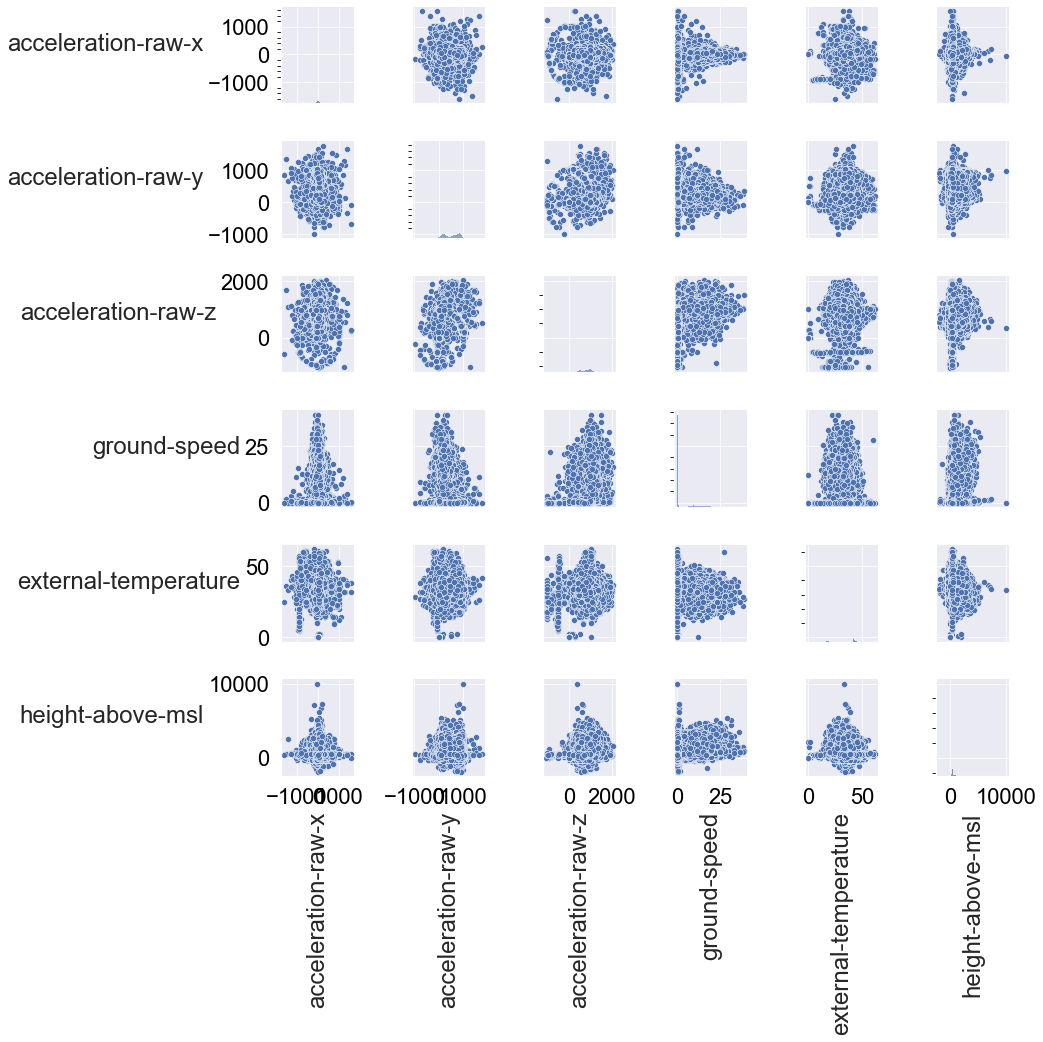 1000
acceleration-raw-x
0
−1000
1000
acceleration-raw-y
0
−1000
2000
acceleration-raw-z
0
ground-speed 25
0
50
external-temperature
0
10000
height-above-msl
0
−1000 0 1000 −1000 0 1000 0 2000 0 25 0 50 0 10000
acceleration-raw-x
acceleration-raw-y
acceleration-raw-z
ground-speed
external-temperature
height-above-msl